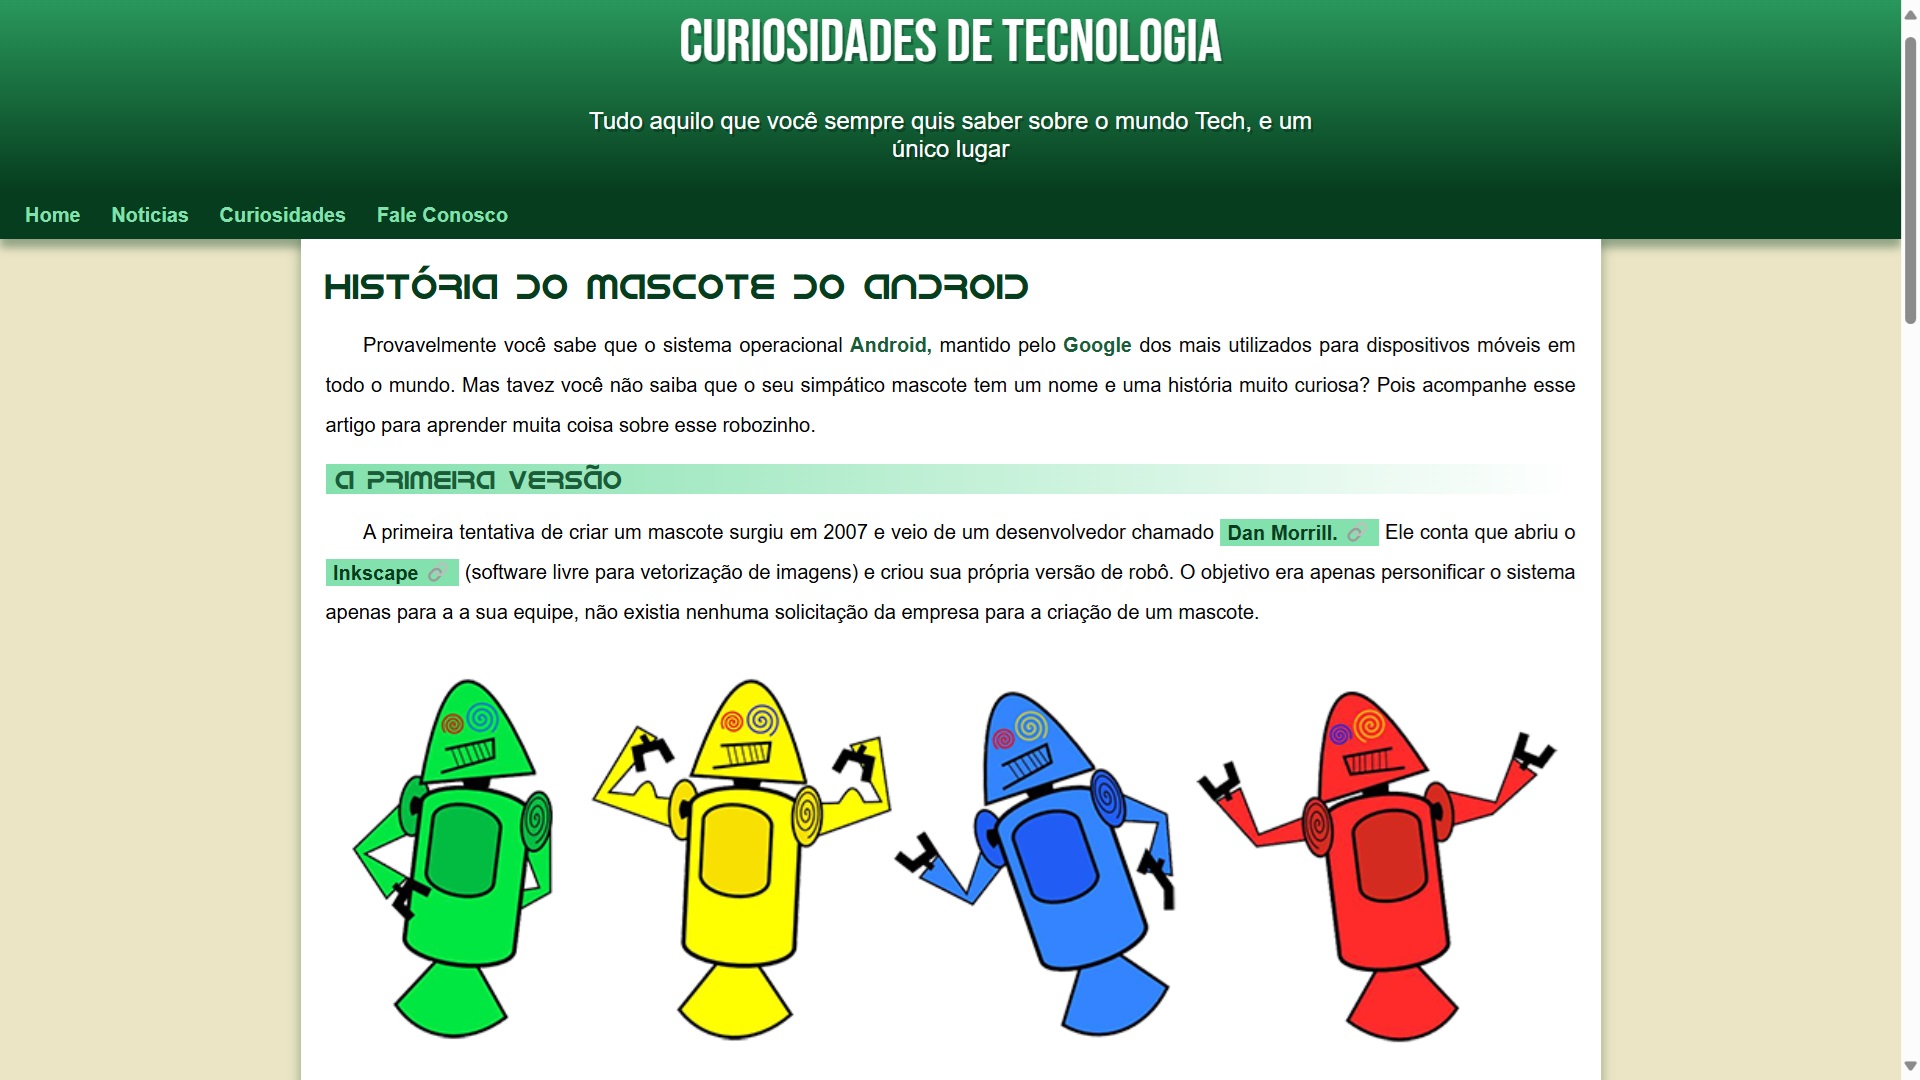 CURIOSIDADES DE TECNOLOGIA
Tudo aquilo que você sempre quis saber sobre o mundo Tech, e um
único lugar
Home Noticias Curiosidades Fale Conosco
HISTÓRIA DO MASCOTE DO ANDROID
Provavelmente você sabe que o sistema operacional Android, mantido pelo Google dos mais utilizados para dispositivos móveis em
todo o mundo. Mas tavez você não saiba que o seu simpático mascote tem um nome e uma história muito curiosa? Pois acompanhe esse
artigo para aprender muita coisa sobre esse robozinho.
A PRIMEIRA VERSÃO
A primeira tentativa de criar um mascote surgiu em 2007 e veio de um desenvolvedor chamado Dan Morrill. Ele conta que abriu o
Inkscape (software livre para vetorização de imagens) e criou sua própria versão de robô. O objetivo era apenas personificar o sistema
apenas para a a sua equipe, não existia nenhuma solicitação da empresa para a criação de um mascote.